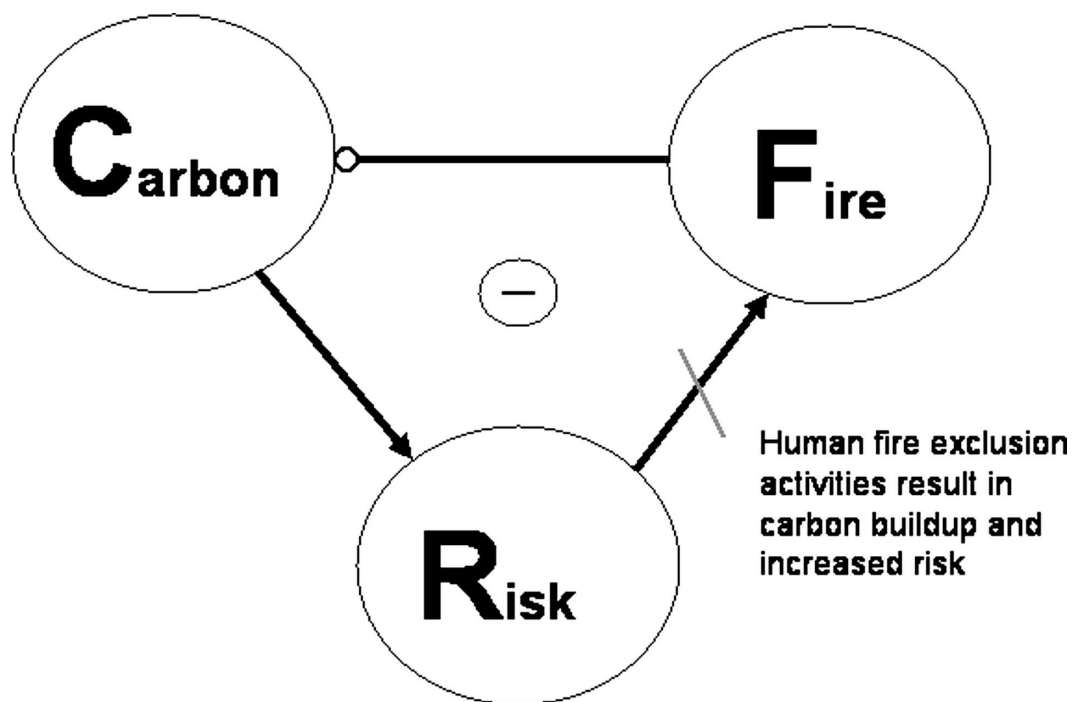 Carbon
Fire
−
Risk
Human fire exclusion
activities result in
carbon buildup and
increased risk